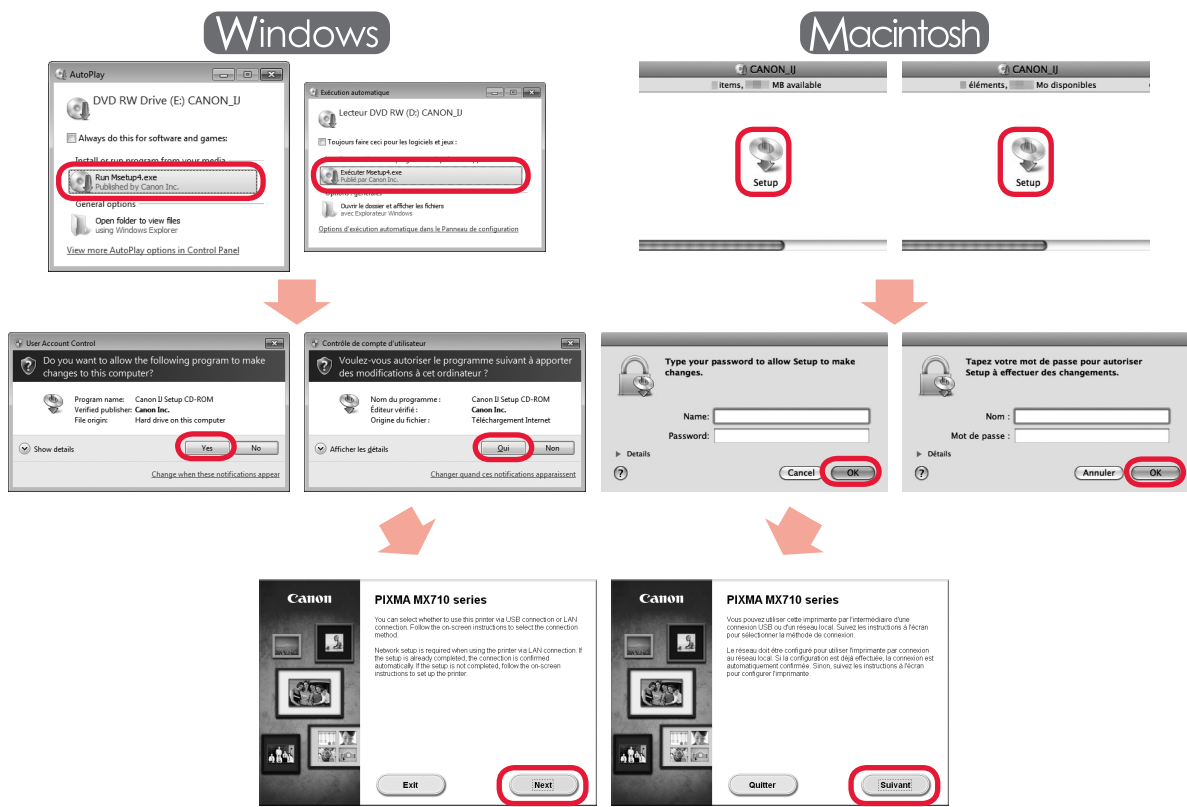 Windows
Macintosh
AutoPlay
DVD RW Drive (E:) CANON_IJ
Always do this for software and games:
Install or run program from your media
Run Msetup4.exe
Published by Canon Inc.
General options
Open folder to view files
using Windows Explorer
View more AutoPlay options in Control Panel
Exécution automatique
Lecteur DVD RW (D:) CANON_IJ
Toujours faire ceci pour les logiciels et jeux :
Exécuter Msetup4.exe
Publié par Canon Inc.
Options générales
Ouvrir le dossier et afficher les fichiers
avec Explorateur Windows
Options d'exécution automatique dans le Panneau de configuration
CANON_IJ
items, MB available
Setup
CANON_IJ
éléments, Mo disponibles
Setup
User Account Control
Do you want to allow the following program to make
changes to this computer?
Program name: Canon IJ Setup CD-ROM
Verified publisher: Canon Inc.
File origin: Hard drive on this computer
Show details
Yes
No
Change when these notifications appear
Contrôle de compte d'utilisateur
Voulez-vous autoriser le programme suivant à apporter
des modifications à cet ordinateur ?
Nom du programme : Canon IJ Setup CD-ROM
Éditeur vérifié : Canon Inc.
Origine du fichier : Téléchargement Internet
Afficher les détails
Oui
Non
Changer quand ces notifications apparaissent
Type your password to allow Setup to make
changes.
Name:
Password:
Details
?
Cancel
OK
Tapez votre mot de passe pour autoriser
Setup à effectuer des changements.
Nom :
Mot de passe :
Détails
?
Annuler
OK
Canon
PIXMA MX710 series
You can select whether to use this printer via USB connection or LAN
connection. Follow the on-screen instructions to select the connection
method.
Network setup is required when using the printer via LAN connection. If
the setup is already completed, the connection is confirmed
automatically. If the setup is not completed, follow the on-screen
instructions to set up the printer.
Exit
Next
Canon
PIXMA MX710 series
Vous pouvez utiliser cette imprimante par l'intermédiaire d'une
connexion USB ou d'un réseau local. Suivez les instructions à l'écran
pour sélectionner la méthode de connexion.
Le réseau doit être configuré pour utiliser l'imprimante par connexion
au réseau local. Si la configuration est déjà effectuée, la connexion est
automatiquement confirmée. Sinon, suivez les instructions à l'écran
pour configurer l'imprimante.
Quitter
Suivant